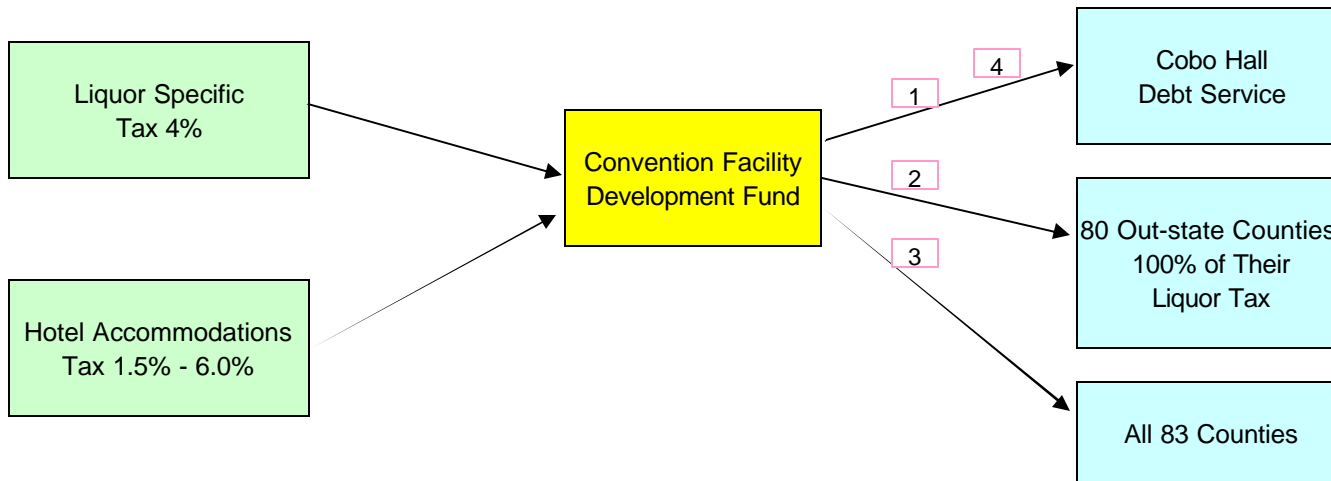 Liquor Specific
Tax 4%
Hotel Accommodations
Tax 1.5% - 6.0%
Convention Facility
Development Fund
1
4
2
3
Cobo Hall
Debt Service
80 Out-state Counties
100% of Their
Liquor Tax
All 83 Counties